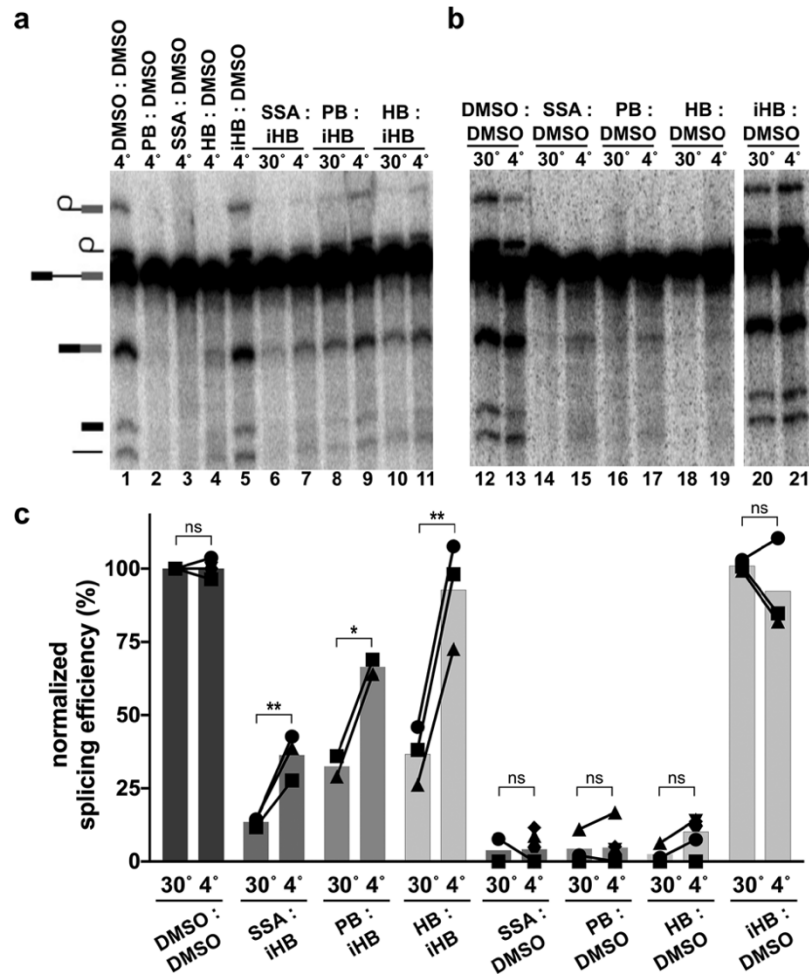 a
DMSO : DMSO
PB : DMSO
SSA : DMSO
HB : DMSO
iHB : DMSO
SSA : iHB
PB : iHB
HB : iHB
4° 4° 4° 4° 4° 30° 4° 30° 4° 30° 4°
1 2 3 4 5 6 7 8 9 10 11
b
DMSO : DMSO
SSA : DMSO
PB : DMSO
HB : DMSO
iHB : DMSO
30° 4° 30° 4° 30° 4° 30° 4° 30° 4°
12 13 14 15 16 17 18 19 20 21
c
normalized
splicing efficiency (%)
100
75
50
25
0
ns ** * ** ns ns ns ns
30° 4° 30° 4° 30° 4° 30° 4° 30° 4° 30° 4° 30° 4° 30° 4°
DMSO :
DMSO
SSA :
iHB
PB :
iHB
HB :
iHB
SSA :
DMSO
PB :
DMSO
HB :
DMSO
iHB :
DMSO